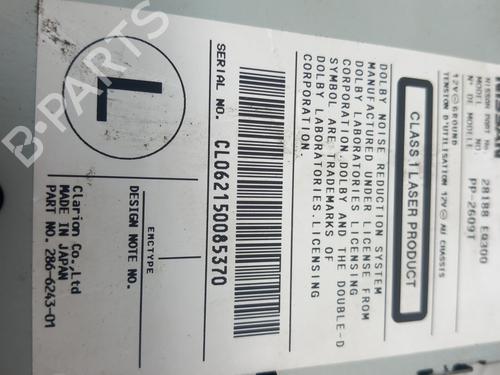 NISSAN PART No. 28188 EQ300
MODEL NO.
N° DE MODELE PP-2609T
12V GROUND
TENSION D'UTILISATION 12V AU CHASSIS
CLASS 1 LASER PRODUCT
DOLBY NOISE REDUCTION SYSTEM
MANUFACTURED UNDER LICENSE FROM
DOLBY LABORATORIES LICENSING
CORPORATION.DOLBY AND THE DOUBLE-D
SYMBOL ARE TRADEMARKS OF
DOLBY LABORATORIES.LICENSING
CORPORATION.
SERIAL NO. CL062150085370
L
EMCTYPE
DESIGN NOTE NO.
Clarion Co.,Ltd
MADE IN JAPAN
PART NO. 286-6243-01
B-PARTS